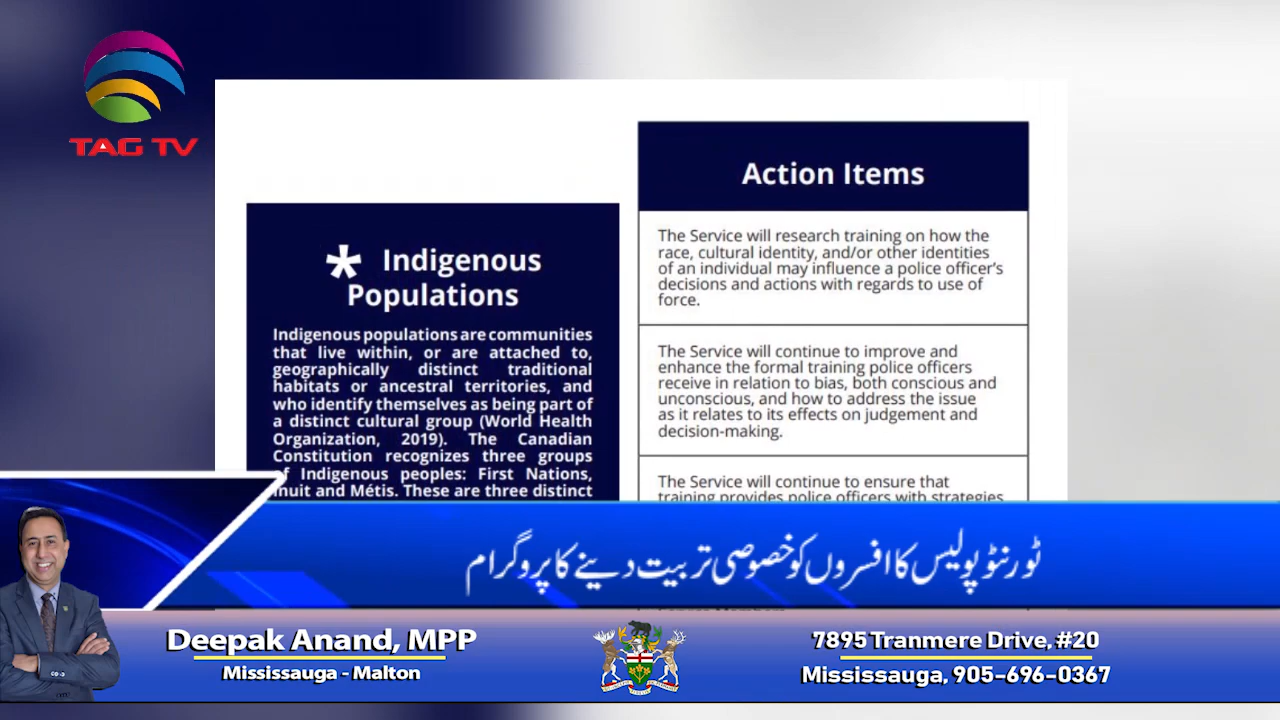 TAG TV
Action Items
The Service will research training on how the
race, cultural identity, and/or other identities
of an individual may influence a police officer's
decisions and actions with regards to use of
force.
The Service will continue to improve and
enhance the formal training police officers
receive in relation to bias, both conscious and
unconscious, and how to address the issue
as it relates to its effects on judgement and
decision-making.
The Service will continue to ensure that
training provides police officers with strategies
* Indigenous
Populations
Indigenous populations are communities
that live within, or are attached to,
geographically distinct traditional
habitats or ancestral territories, and
who identify themselves as being part of
a distinct cultural group (World Health
Organization, 2019). The Canadian
Constitution recognizes three groups
of Indigenous peoples: First Nations,
Inuit and Métis. These are three distinct
ٹورنٹو پولیس کا افسروں کو خصوصی تربیت دینے کا پروگرام
Deepak Anand, MPP
Mississauga - Malton
7895 Tranmere Drive, #20
Mississauga, 905-696-0367